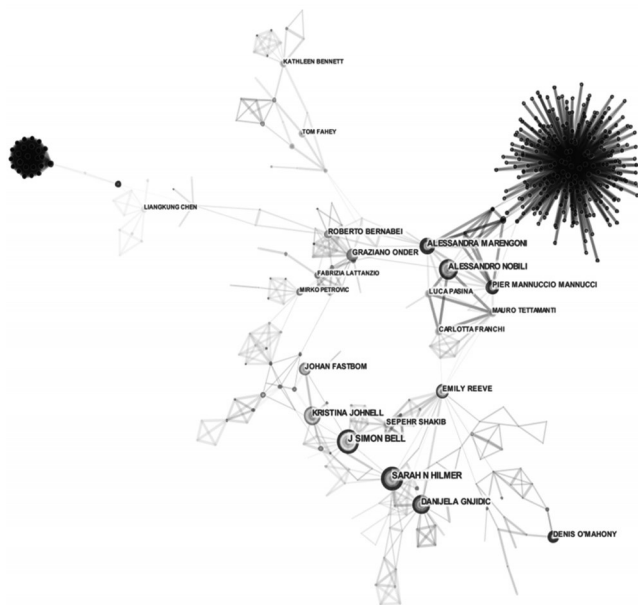 KATHLEEN BENNETT
TOM FAHEY
LIANGKUNG CHEN
ROBERTO BERNABEI
ALESSANDRA MARENGONI
GRAZIANO ONDER
ALESSANDRO NOBILI
FABRIZIA LATTANZIO
PIER MANNUCCIO MANNUCCI
MIRKO PETROVIC
LUCA PASINA
MAURO TETTAMANTI
CARLOTTA FRANCHI
JOHAN FASTBOM
EMILY REEVE
KRISTINA JOHNELL
SEPEHR SHAKIB
J SIMON BELL
SARAH N HILMER
DANIJELA GNJIDIC
DENIS O'MAHONY